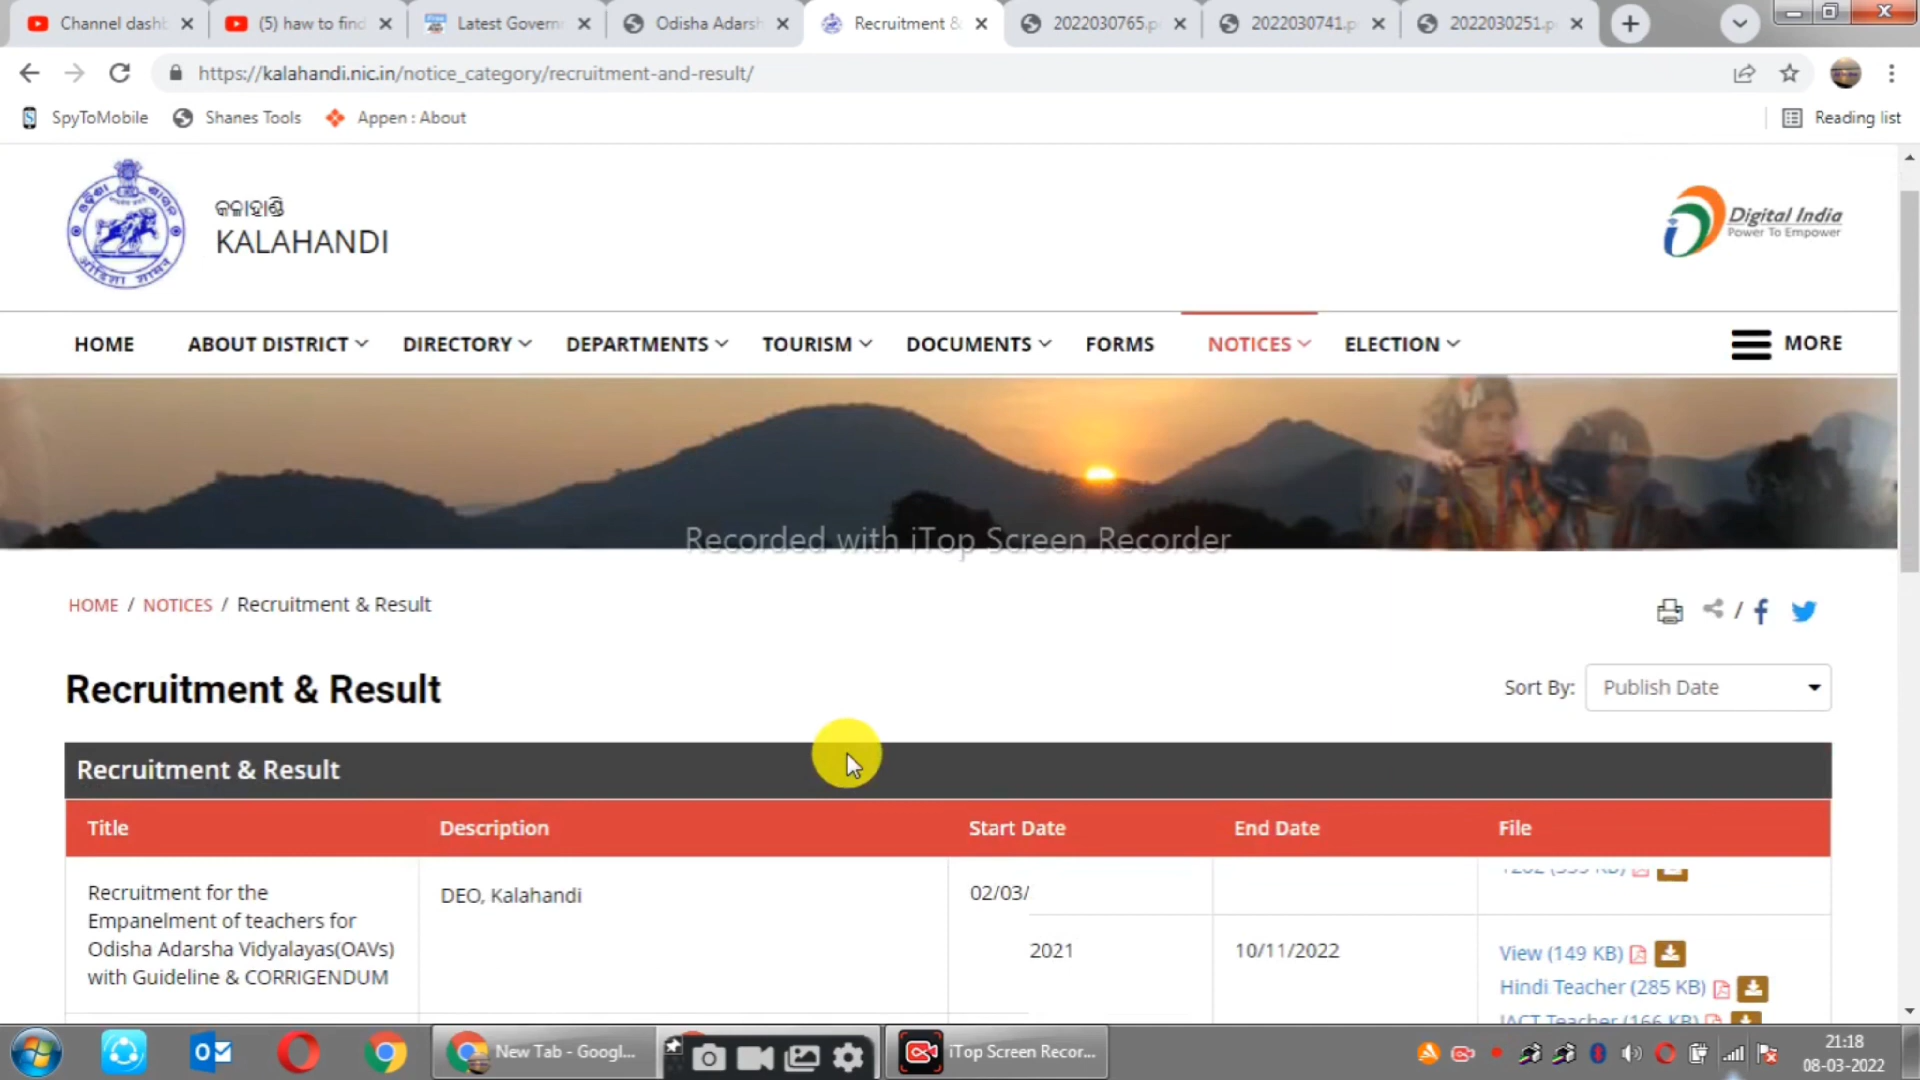 Channel dashb
(5) haw to find
Latest Governm
Odisha Adarsh
Recruitment &
2022030765.p
2022030741.p
2022030251.p
https://kalahandi.nic.in/notice_category/recruitment-and-result/
SpyToMobile
Shanes Tools
Appen : About
Reading list
କଳାହାଣ୍ଡି
KALAHANDI
Digital India
Power To Empower
HOME
ABOUT DISTRICT
DIRECTORY
DEPARTMENTS
TOURISM
DOCUMENTS
FORMS
NOTICES
ELECTION
MORE
Recorded with iTop Screen Recorder
HOME / NOTICES / Recruitment & Result
Recruitment & Result
Sort By: Publish Date
Recruitment & Result
Title Description Start Date End Date File
Recruitment for the
Empanelment of teachers for
Odisha Adarsha Vidyalayas(OAVs)
with Guideline & CORRIGENDUM
DEO, Kalahandi
02/03/
2021
10/11/2022
View (149 KB)
Hindi Teacher (285 KB)
IACT Teacher (166 KB)
New Tab - Googl...
iTop Screen Recor...
21:18
08-03-2022